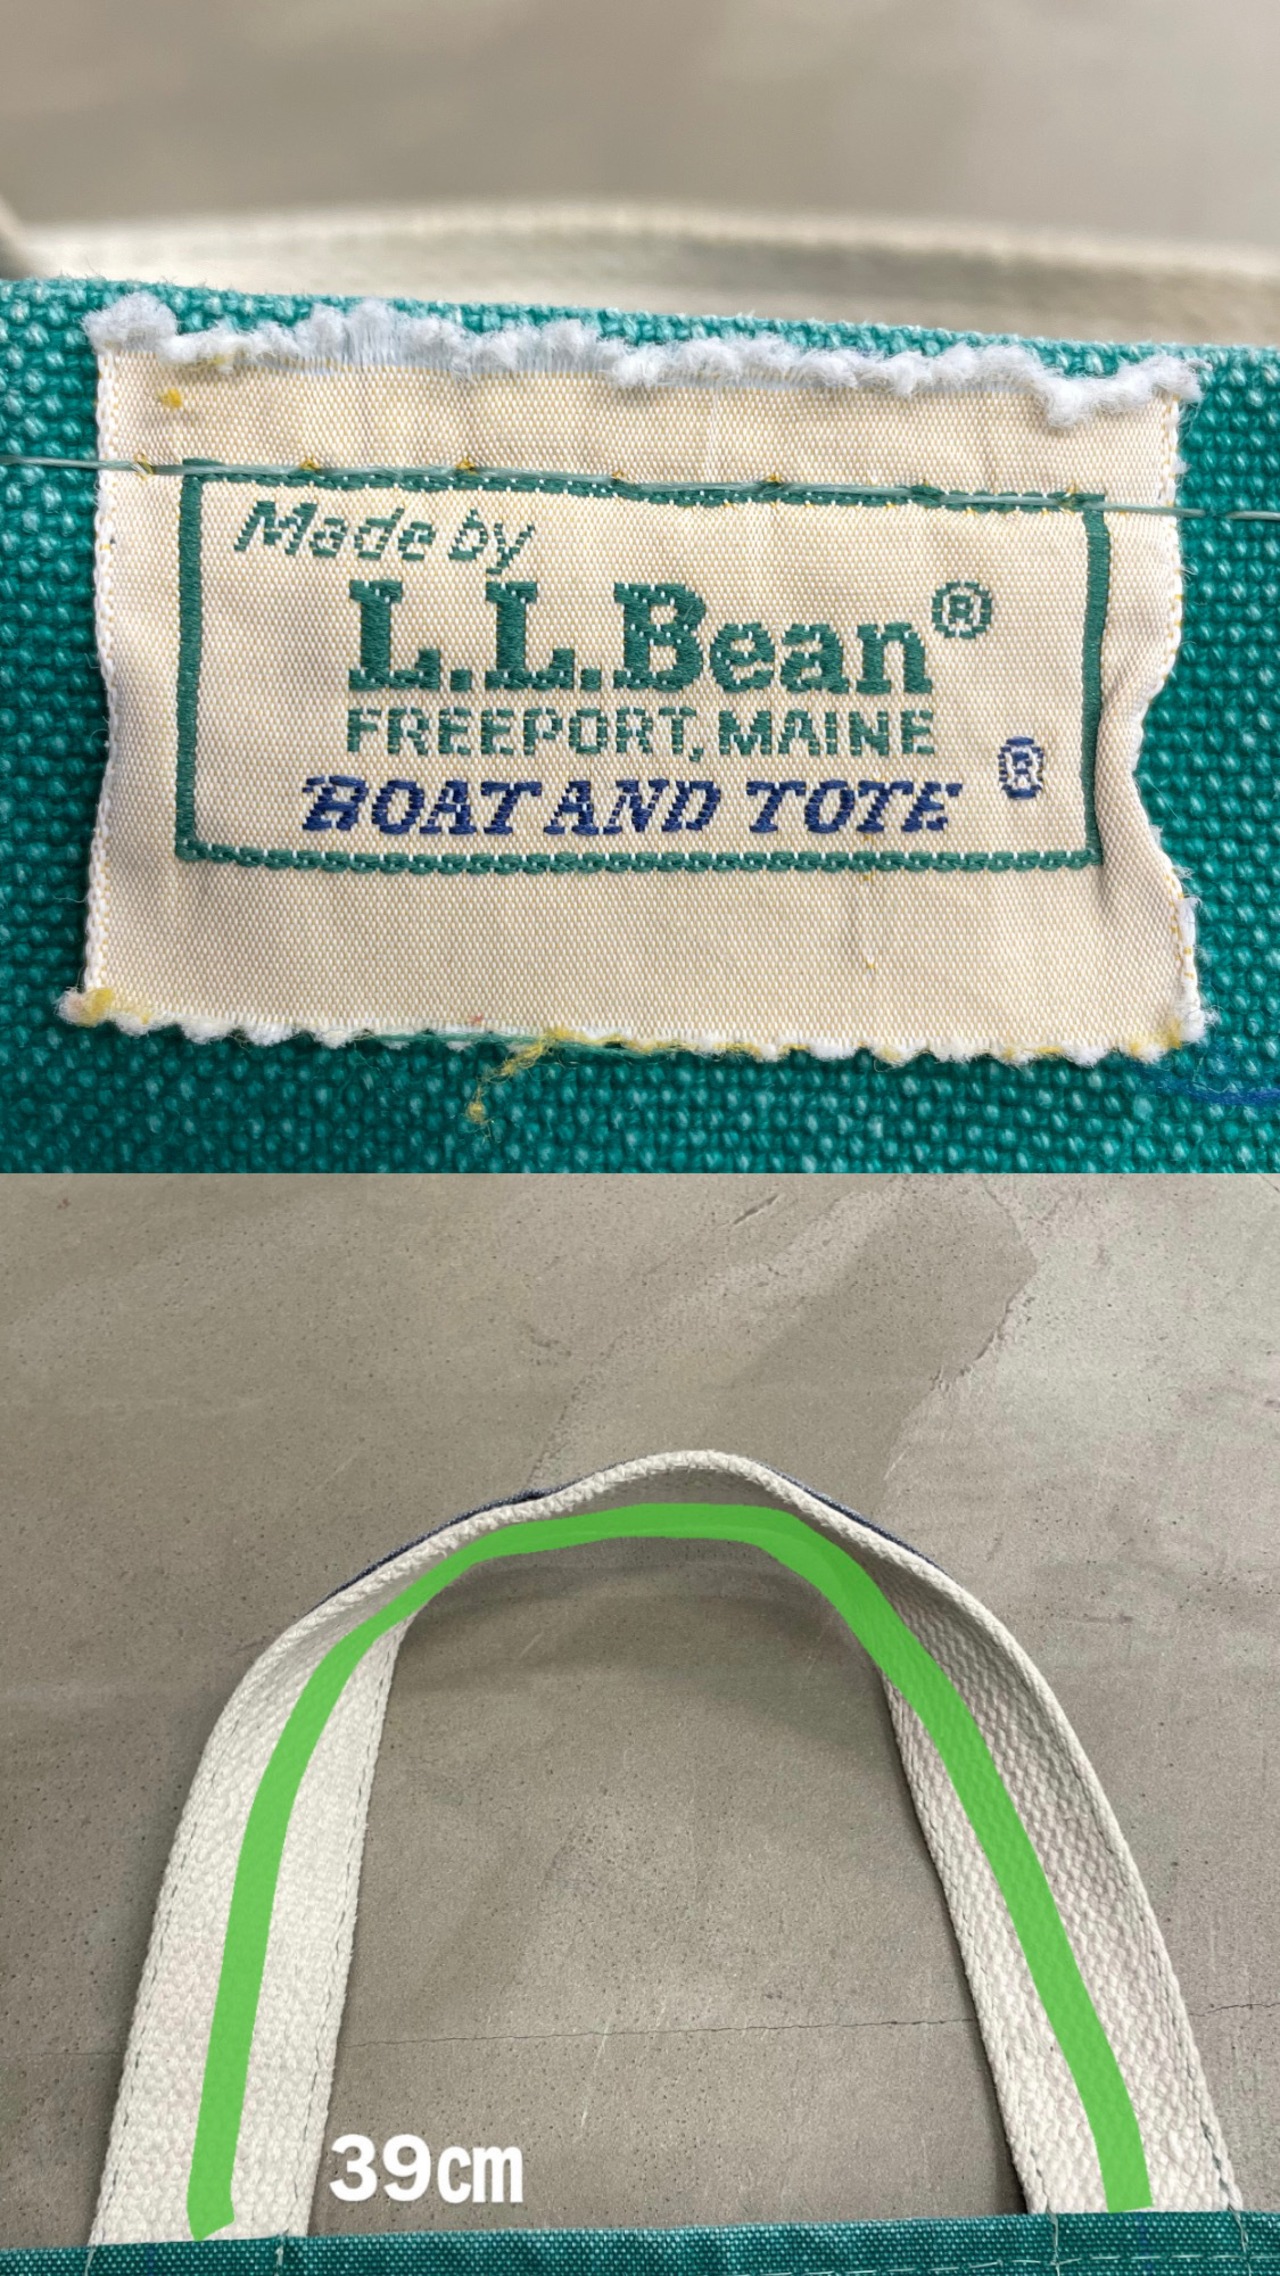 Made by
L.L.Bean®
FREEPORT, MAINE
BOAT AND TOTE ®
39㎝